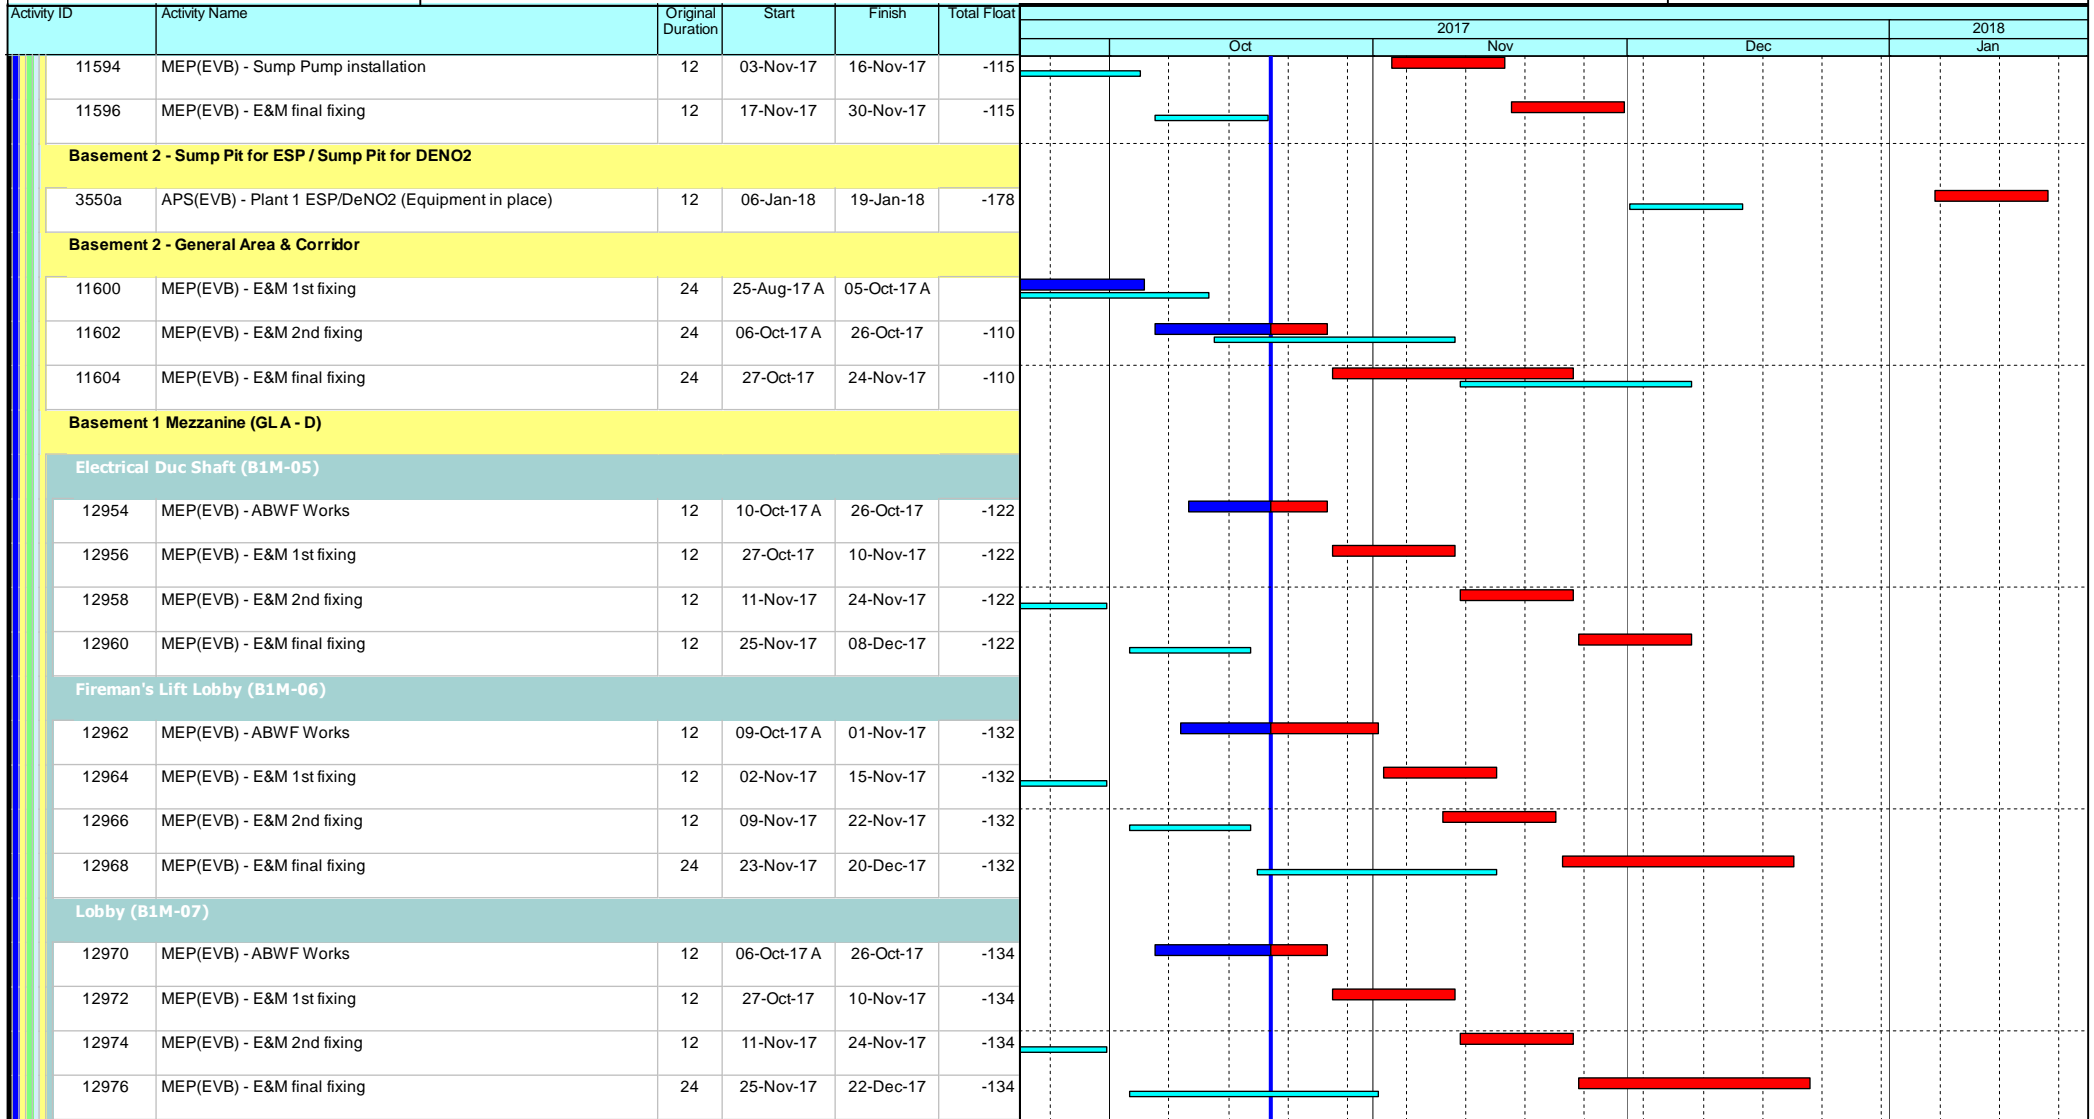 Activity ID Activity Name Original Duration Start Finish Total Float
2017 2018
Oct Nov Dec Jan
11594 MEP(EVB) - Sump Pump installation 12 03-Nov-17 16-Nov-17 -115
11596 MEP(EVB) - E&M final fixing 12 17-Nov-17 30-Nov-17 -115
Basement 2 - Sump Pit for ESP / Sump Pit for DENO2
3550a APS(EVB) - Plant 1 ESP/DeNO2 (Equipment in place) 12 06-Jan-18 19-Jan-18 -178
Basement 2 - General Area & Corridor
11600 MEP(EVB) - E&M 1st fixing 24 25-Aug-17 A 05-Oct-17 A
11602 MEP(EVB) - E&M 2nd fixing 24 06-Oct-17 A 26-Oct-17 -110
11604 MEP(EVB) - E&M final fixing 24 27-Oct-17 24-Nov-17 -110
Basement 1 Mezzanine (GL A - D)
Electrical Duc Shaft (B1M-05)
12954 MEP(EVB) - ABWF Works 12 10-Oct-17 A 26-Oct-17 -122
12956 MEP(EVB) - E&M 1st fixing 12 27-Oct-17 10-Nov-17 -122
12958 MEP(EVB) - E&M 2nd fixing 12 11-Nov-17 24-Nov-17 -122
12960 MEP(EVB) - E&M final fixing 12 25-Nov-17 08-Dec-17 -122
Fireman's Lift Lobby (B1M-06)
12962 MEP(EVB) - ABWF Works 12 09-Oct-17 A 01-Nov-17 -132
12964 MEP(EVB) - E&M 1st fixing 12 02-Nov-17 15-Nov-17 -132
12966 MEP(EVB) - E&M 2nd fixing 12 09-Nov-17 22-Nov-17 -132
12968 MEP(EVB) - E&M final fixing 24 23-Nov-17 20-Dec-17 -132
Lobby (B1M-07)
12970 MEP(EVB) - ABWF Works 12 06-Oct-17 A 26-Oct-17 -134
12972 MEP(EVB) - E&M 1st fixing 12 27-Oct-17 10-Nov-17 -134
12974 MEP(EVB) - E&M 2nd fixing 12 11-Nov-17 24-Nov-17 -134
12976 MEP(EVB) - E&M final fixing 24 25-Nov-17 22-Dec-17 -134